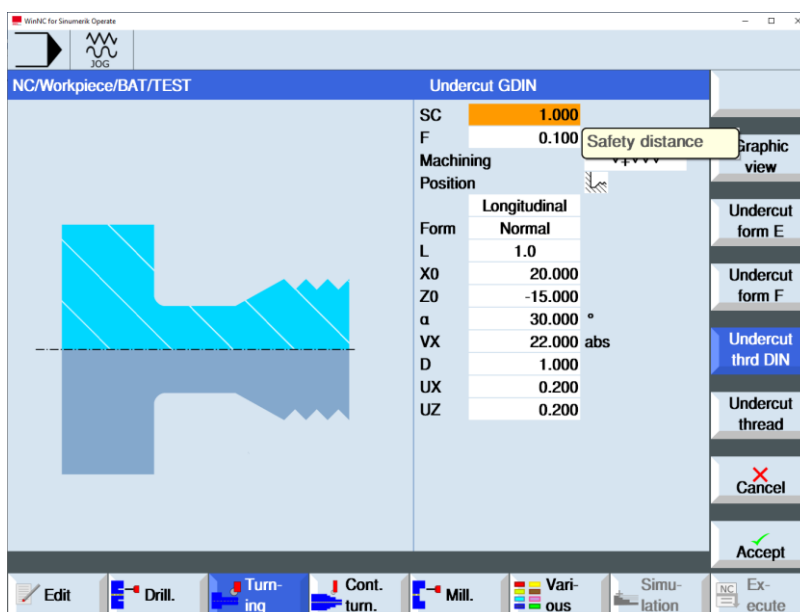 WinNC for Sinumerik Operate
JOG
NC/Workpiece/BAT/TEST
Undercut GDIN
SC 1.000
F 0.100
Safety distance
Machining
Position
Longitudinal
Form Normal
L 1.0
X0 20.000
Z0 -15.000
α 30.000 °
VX 22.000 abs
D 1.000
UX 0.200
UZ 0.200
Graphic
view
Undercut
form E
Undercut
form F
Undercut
thrd DIN
Undercut
thread
Cancel
Accept
Edit
Drill.
Turn-
ing
Cont.
turn.
Mill.
Vari-
ous
Simu-
lation
NC
Ex-
ecute